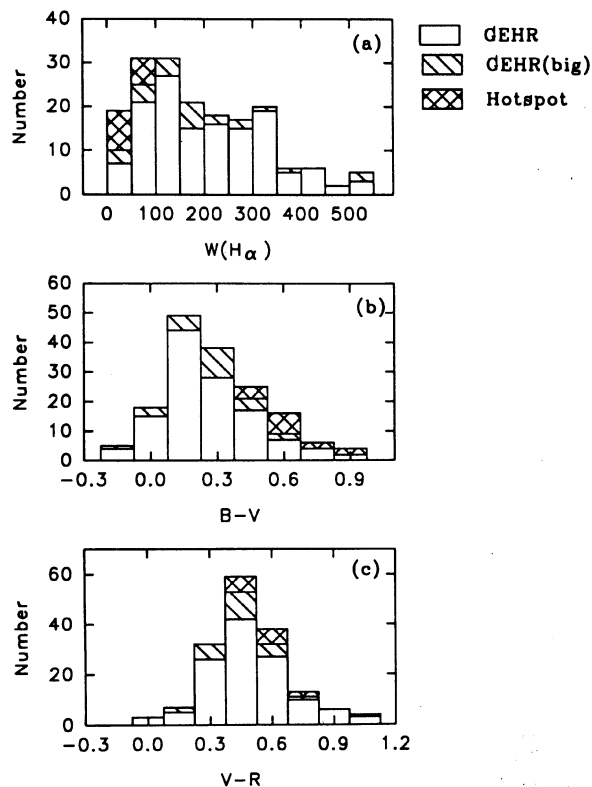 (a)
GEHR
GEHR(big)
Hotspot
Number
40
30
20
10
0
0 100 200 300 400 500
W(Hα)
(b)
Number
60
50
40
30
20
10
0
−0.3 0.0 0.3 0.6 0.9
B−V
(c)
Number
60
40
20
0
−0.3 0.0 0.3 0.6 0.9 1.2
V−R